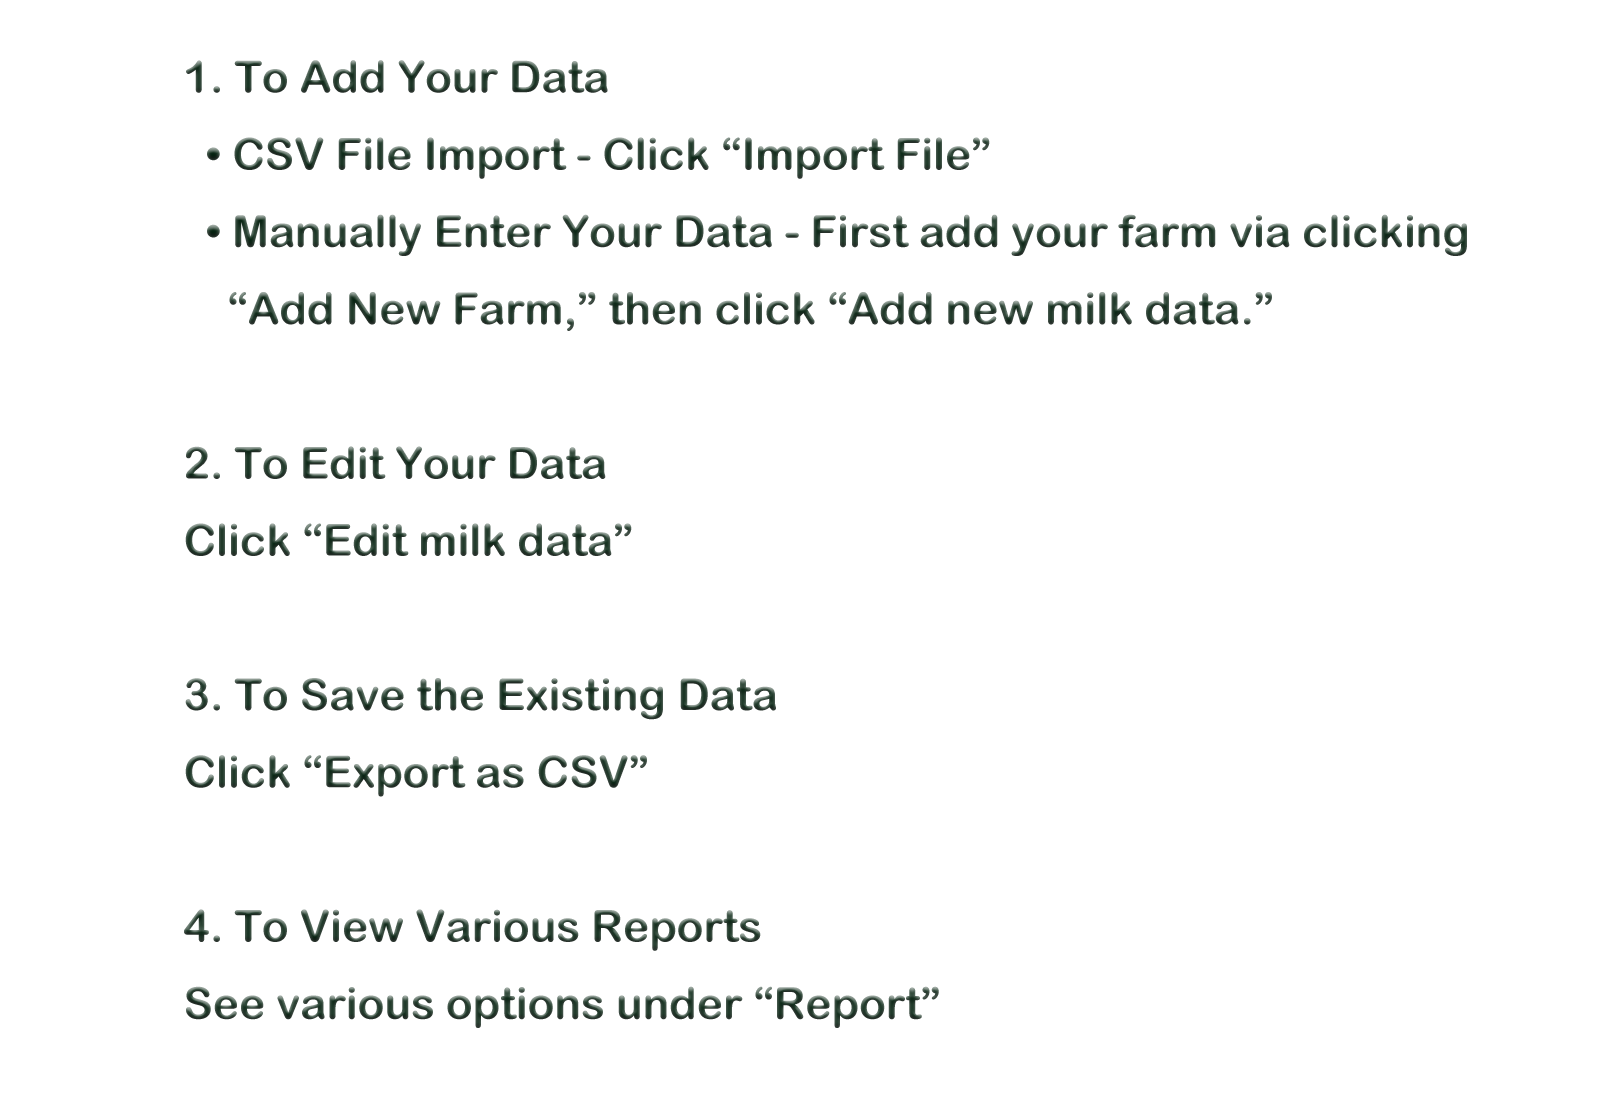 1. To Add Your Data
• CSV File Import - Click “Import File”
• Manually Enter Your Data - First add your farm via clicking
“Add New Farm,” then click “Add new milk data.”
2. To Edit Your Data
Click “Edit milk data”
3. To Save the Existing Data
Click “Export as CSV”
4. To View Various Reports
See various options under “Report”